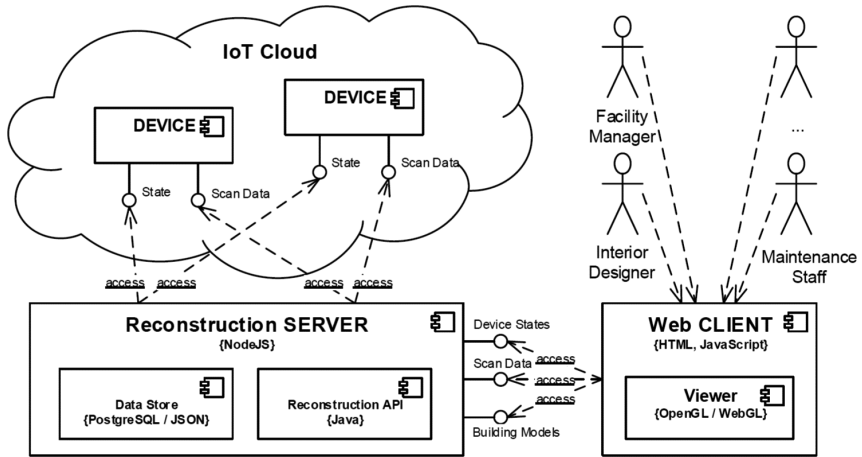 IoT Cloud
DEVICE
DEVICE
State
Scan Data
State
Scan Data
Facility
Manager
...
Interior
Designer
Maintenance
Staff
access
access
access
access
Reconstruction SERVER
{NodeJS}
Data Store
{PostgreSQL / JSON}
Reconstruction API
{Java}
Device States
access
Scan Data
access
access
Building Models
Web CLIENT
{HTML, JavaScript}
Viewer
{OpenGL / WebGL}